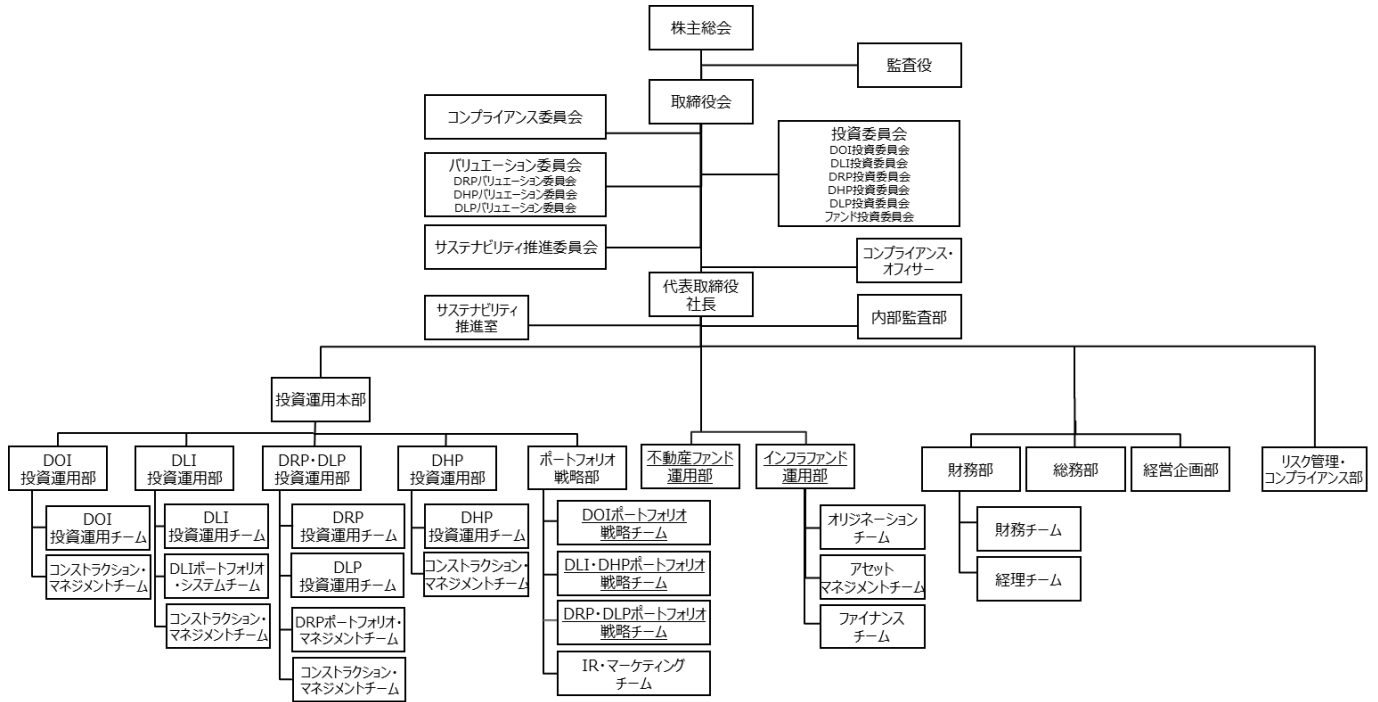 株主総会
監査役
取締役会
コンプライアンス委員会
投資委員会
DOI投資委員会
DLI投資委員会
DRP投資委員会
DHP投資委員会
DLP投資委員会
ファンド投資委員会
バリュエーション委員会
DRPバリュエーション委員会
DHPバリュエーション委員会
DLPバリュエーション委員会
サステナビリティ推進委員会
コンプライアンス・
オフィサー
代表取締役
社長
サステナビリティ
推進室
内部監査部
投資運用本部
DOI
投資運用部
DLI
投資運用部
DRP・DLP
投資運用部
DHP
投資運用部
ポートフォリオ
戦略部
不動産ファンド
運用部
インフラファンド
運用部
財務部
総務部
経営企画部
リスク管理・
コンプライアンス部
DOI
投資運用チーム
コンストラクション・
マネジメントチーム
DLI
投資運用チーム
DLIポートフォリオ
・システムチーム
コンストラクション・
マネジメントチーム
DRP
投資運用チーム
DLP
投資運用チーム
DRPポートフォリオ・
マネジメントチーム
コンストラクション・
マネジメントチーム
DHP
投資運用チーム
コンストラクション・
マネジメントチーム
DOIポートフォリオ
戦略チーム
DLI・DHPポートフォリオ
戦略チーム
DRP・DLPポートフォリオ
戦略チーム
IR・マーケティング
チーム
オリジネーション
チーム
アセット
マネジメントチーム
ファイナンス
チーム
財務チーム
経理チーム